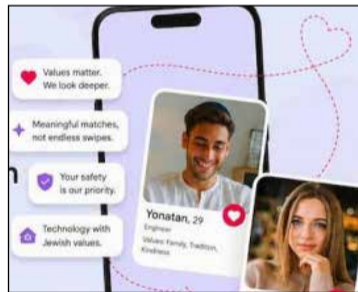 Values matter.
We look deeper.
Meaningful matches,
not endless swipes.
Your safety
is our priority.
Technology with
Jewish values.
Yonatan, 29
Engineer
Values: Family, Tradition,
Kindness